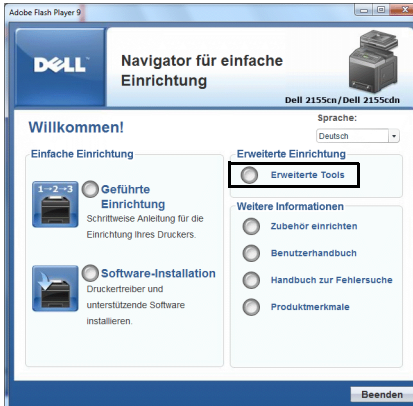 Adobe Flash Player 9
DELL
Navigator für einfache
Einrichtung
Dell 2155cn/Dell 2155cdn
Willkommen!
Sprache:
Deutsch
Einfache Einrichtung
1→2→3
Geführte
Einrichtung
Schrittweise Anleitung für die
Einrichtung Ihres Druckers.
Software-Installation
Druckertreiber und
unterstützende Software
installieren.
Erweiterte Einrichtung
Erweiterte Tools
Weitere Informationen
Zubehör einrichten
Benutzerhandbuch
Handbuch zur Fehlersuche
Produktmerkmale
Beenden